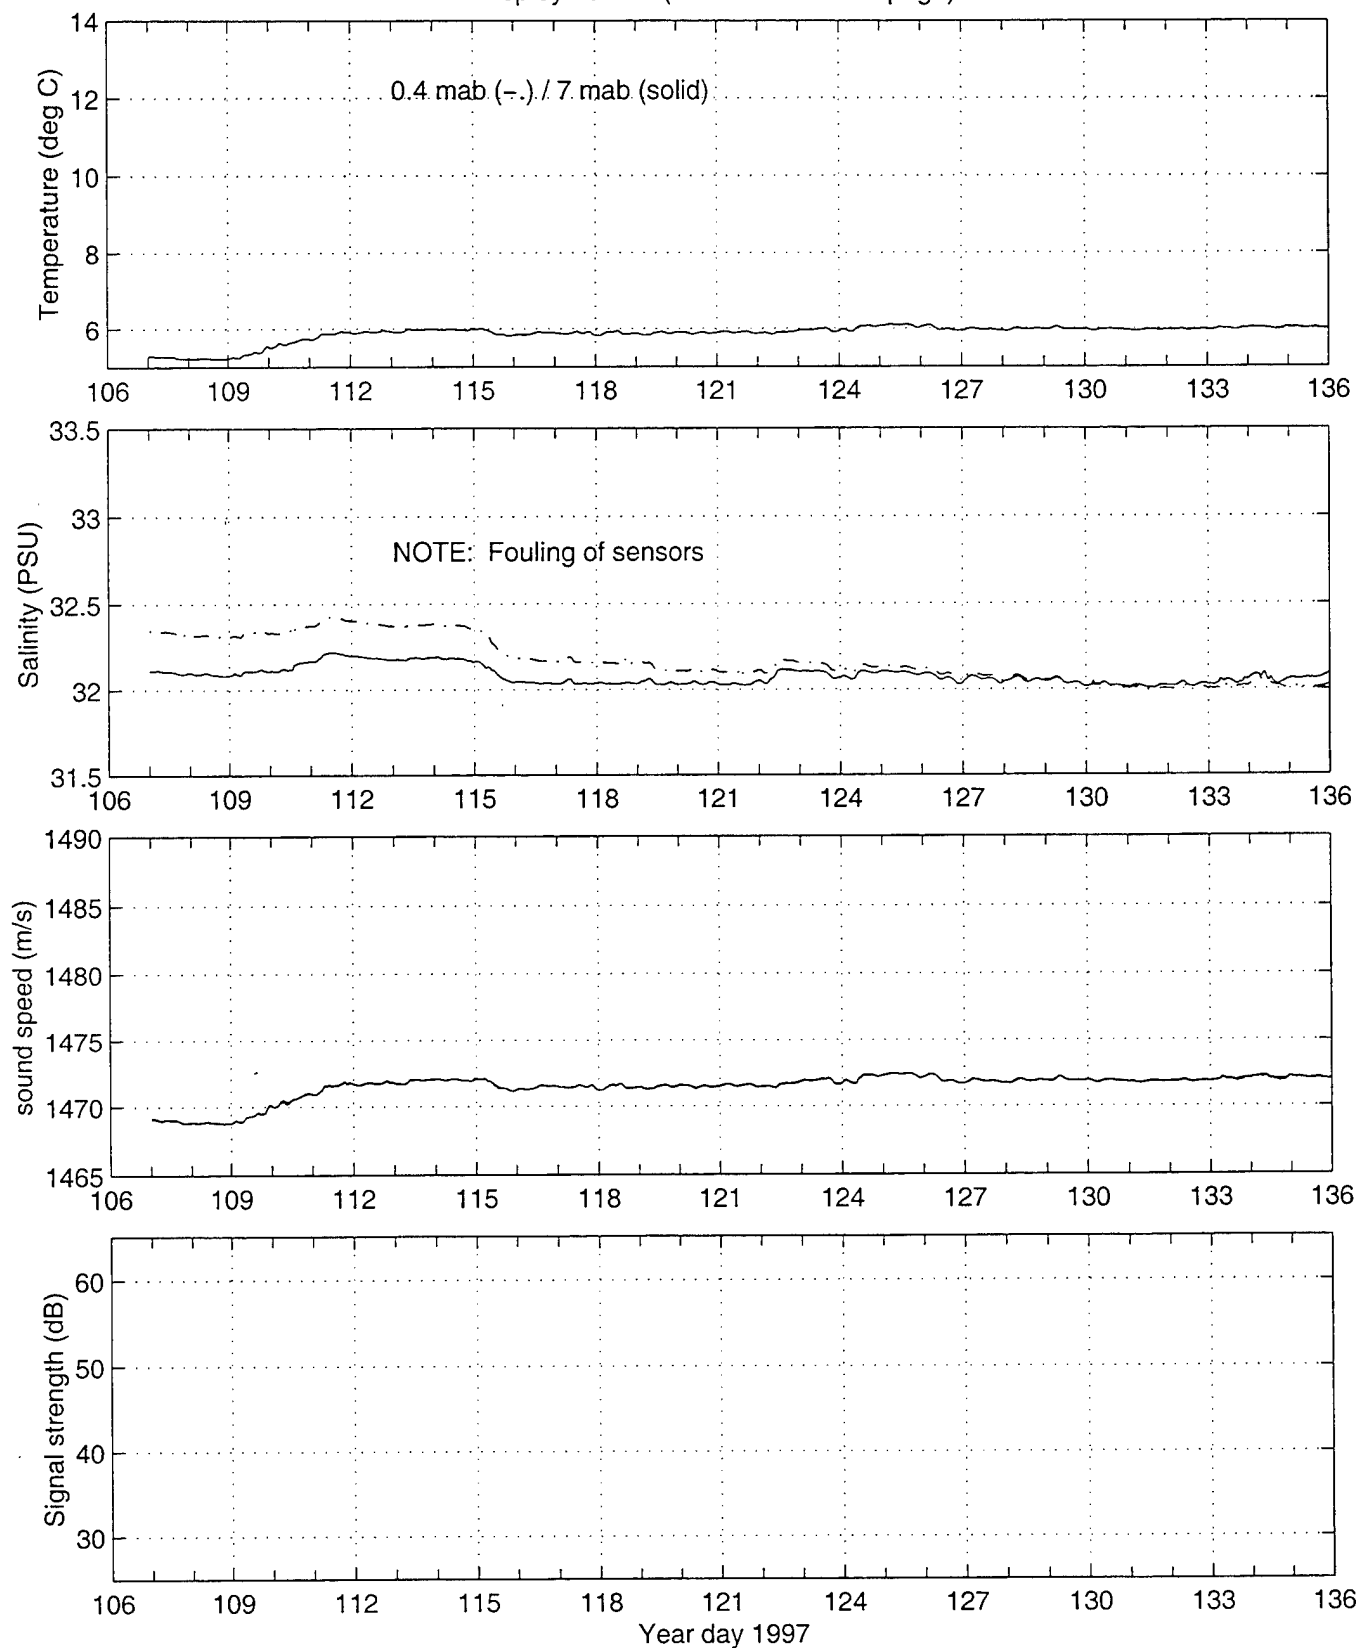 14
12
10
8
6
Temperature (deg C)
0.4 mab (-.) / 7 mab (solid)
106 109 112 115 118 121 124 127 130 133 136
33.5
33
32.5
32
31.5
Salinity (PSU)
NOTE: Fouling of sensors
106 109 112 115 118 121 124 127 130 133 136
1490
1485
1480
1475
1470
1465
sound speed (m/s)
106 109 112 115 118 121 124 127 130 133 136
60
50
40
30
Signal strength (dB)
106 109 112 115 118 121 124 127 130 133 136
Year day 1997